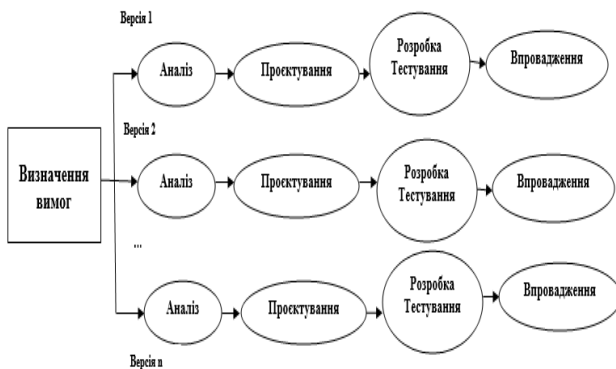 Версія 1
Аналіз
Проєктування
Розробка
Тестування
Впровадження
Версія 2
Визначення
вимог
Аналіз
Проєктування
Розробка
Тестування
Впровадження
...
Аналіз
Проєктування
Розробка
Тестування
Впровадження
Версія n